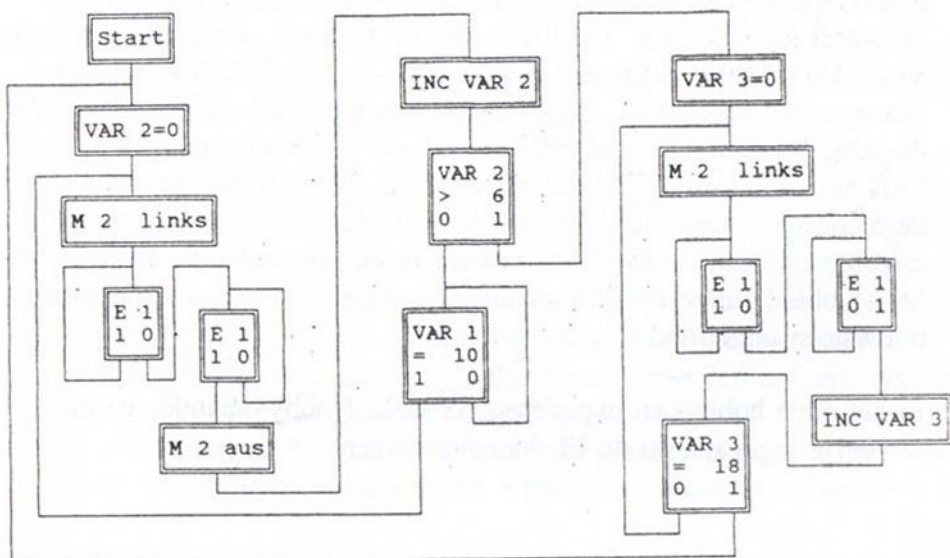 Start
VAR 2=0
M 2 links
E 1
1 0
E 1
1 0
M 2 aus
INC VAR 2
VAR 2
> 6
0 1
VAR 1
= 10
1 0
VAR 3=0
M 2 links
E 1
1 0
E 1
0 1
INC VAR 3
VAR 3
= 18
0 1